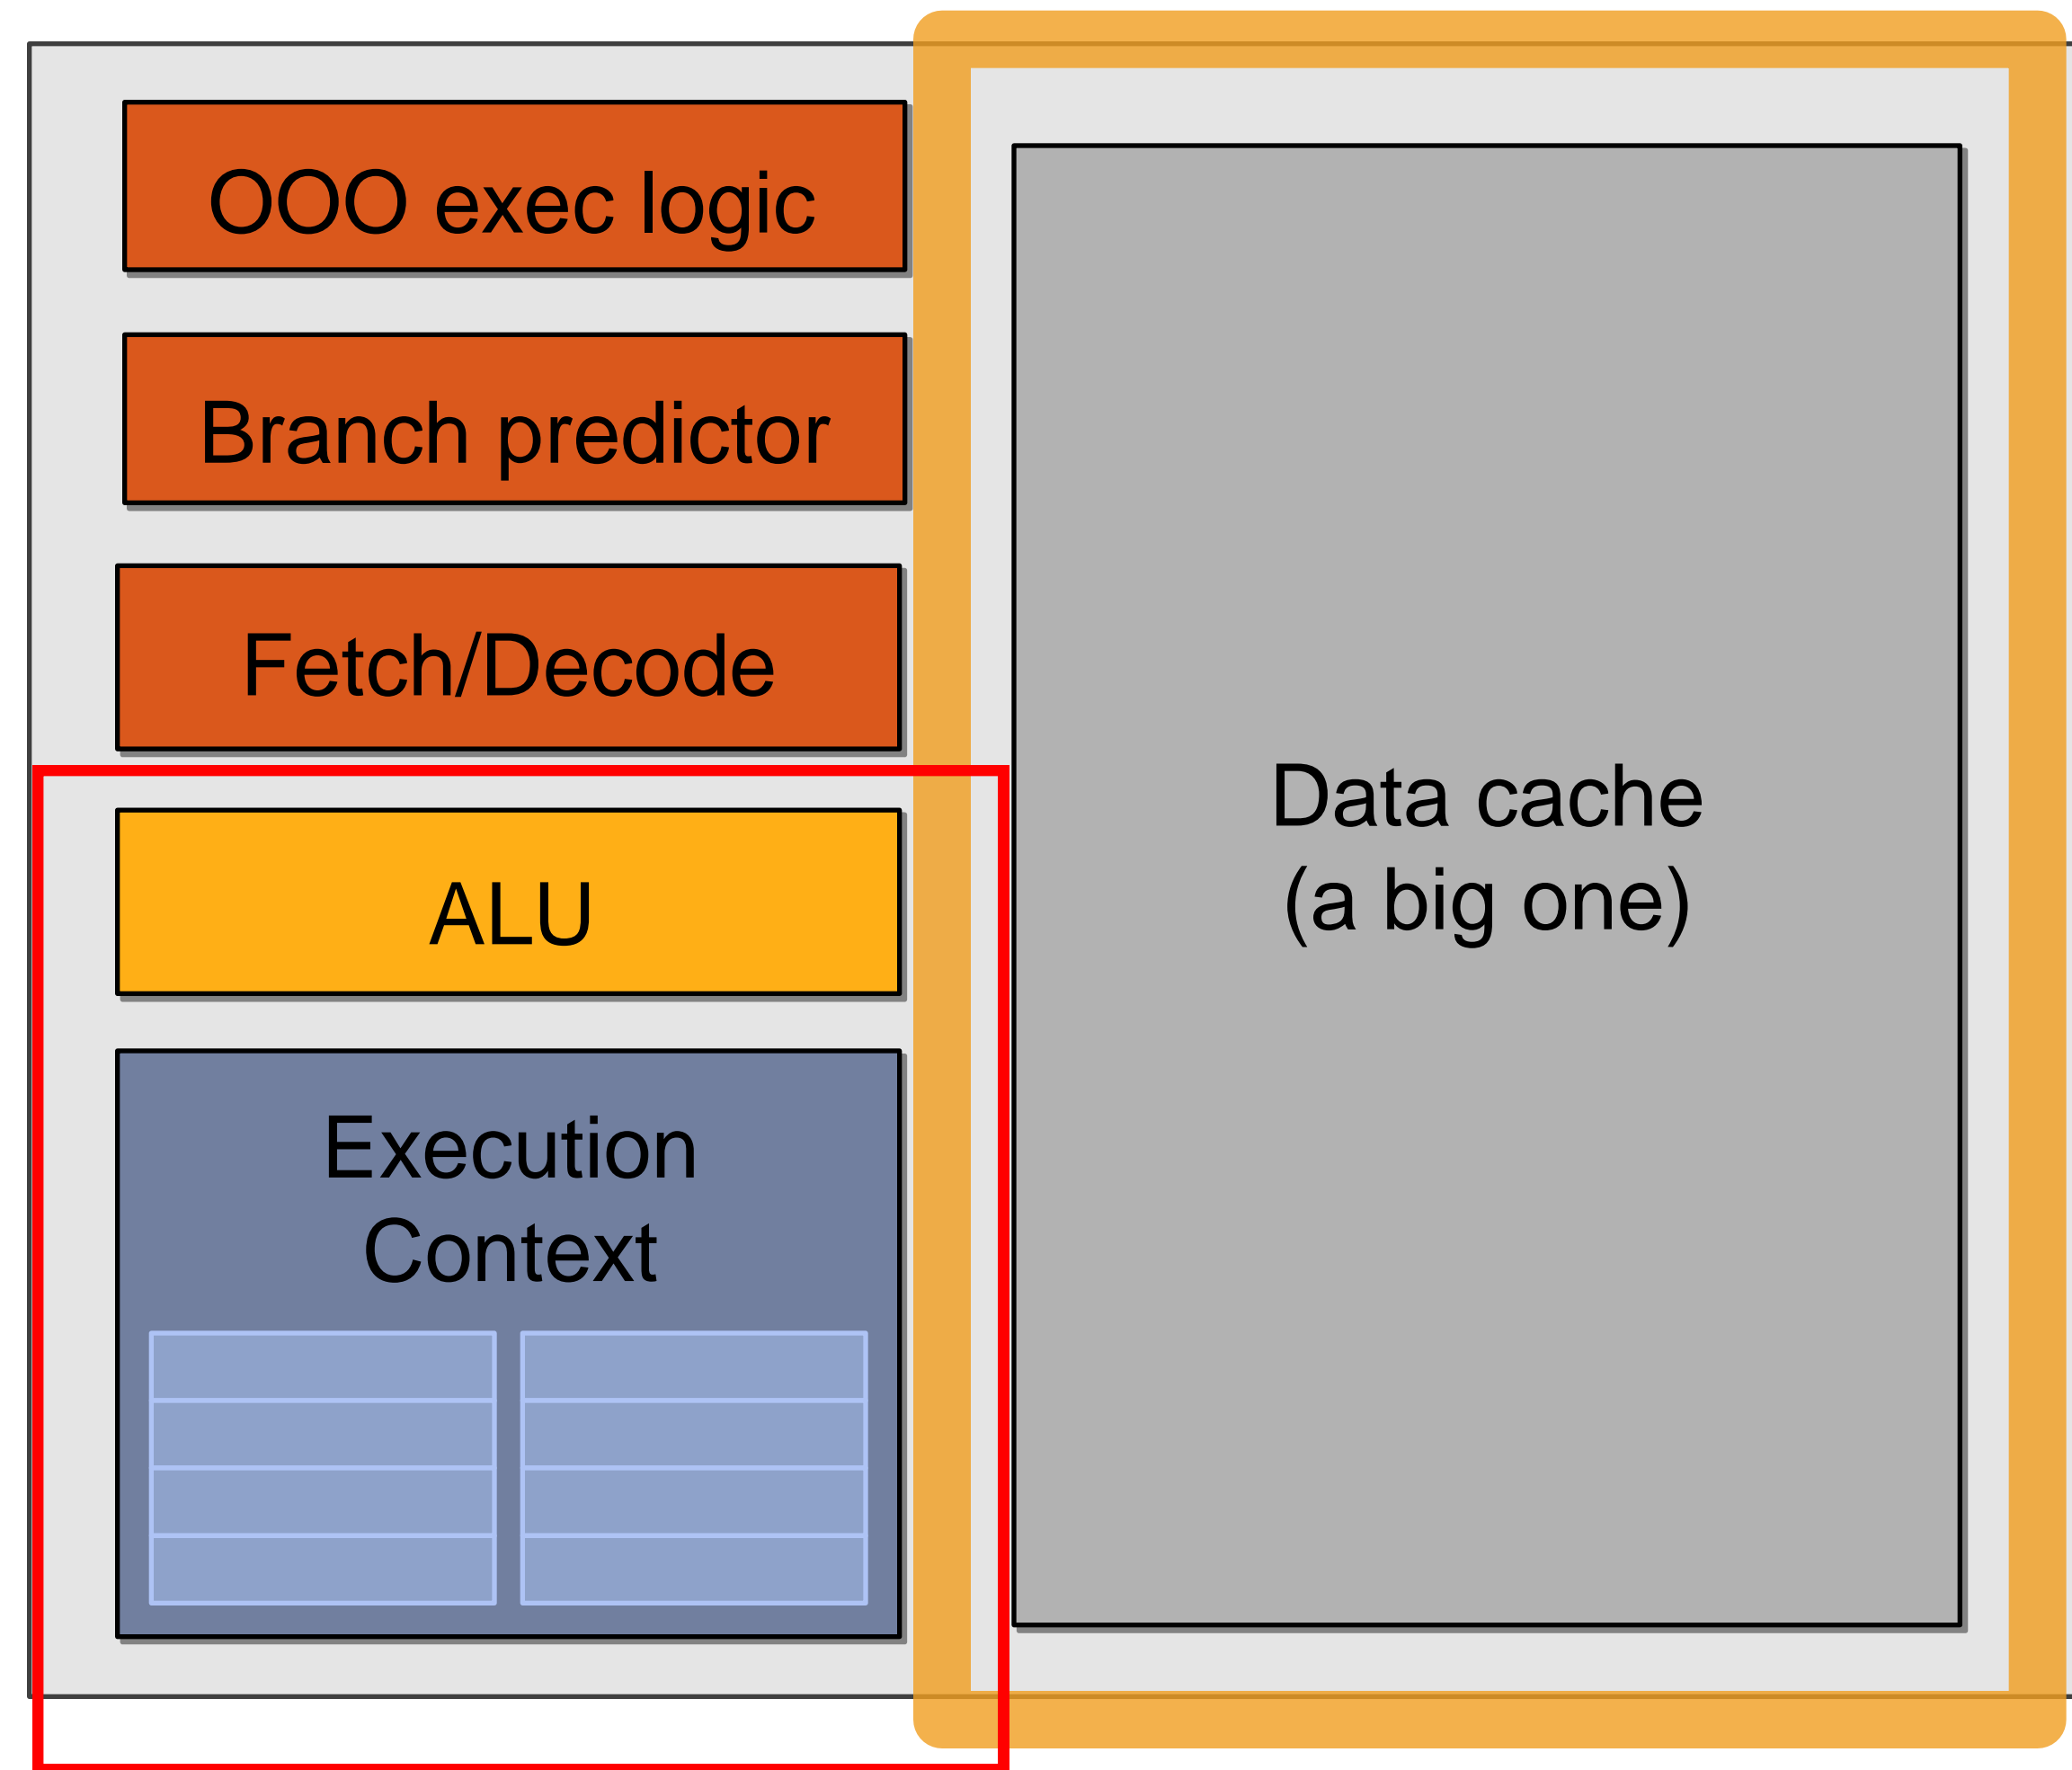 OOO exec logic
Branch predictor
Fetch/Decode
ALU
Execution
Context
Data cache
(a big one)